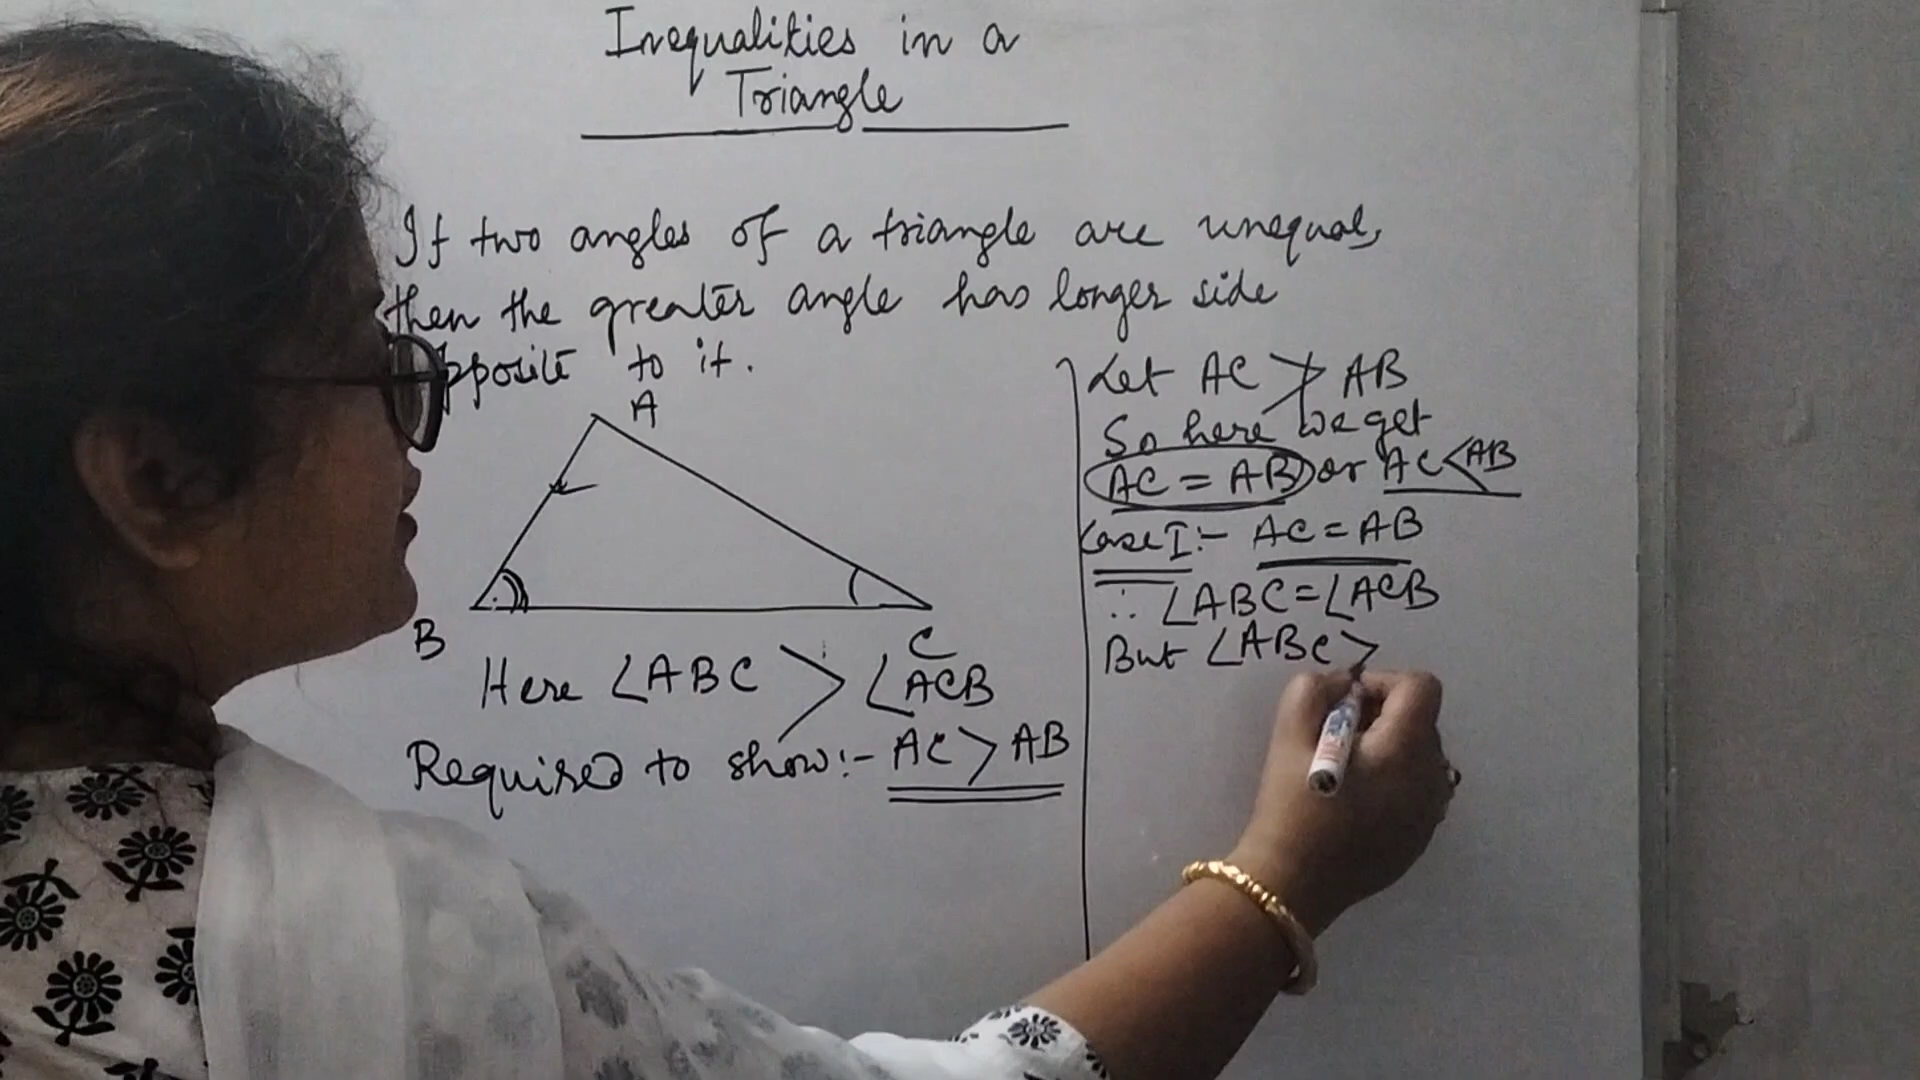 Inequalities in a
Triangle
If two angles of a triangle are unequal,
then the greater angle has longer side
opposite to it.
A
B
C
Here ∠ABC > ∠ACB
Required to show:- AC > AB
Let AC ≯ AB
So here we get
AC = AB or AC < AB
Case I:- AC = AB
∴ ∠ABC = ∠ACB
But ∠ABC >